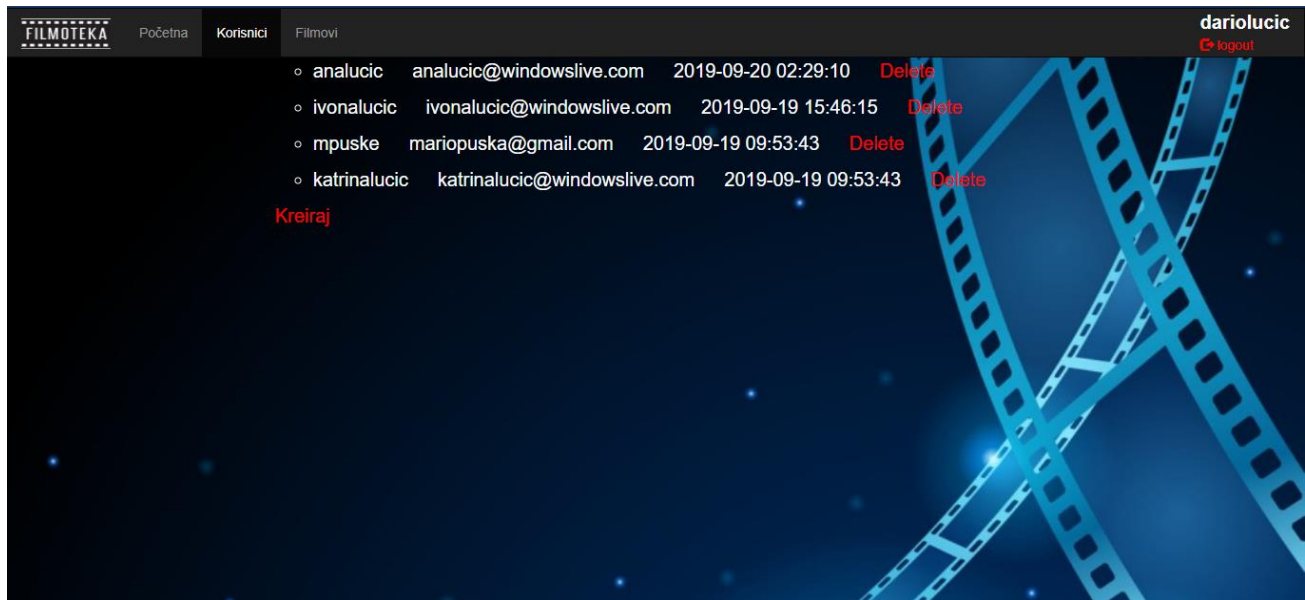 FILMOTEKA Početna Korisnici Filmovi dariolucic
logout
analucic analucic@windowslive.com 2019-09-20 02:29:10 Delete
ivonalucic ivonalucic@windowslive.com 2019-09-19 15:46:15 Delete
mpuske mariopuska@gmail.com 2019-09-19 09:53:43 Delete
katrinalucic katrinalucic@windowslive.com 2019-09-19 09:53:43 Delete
Kreiraj